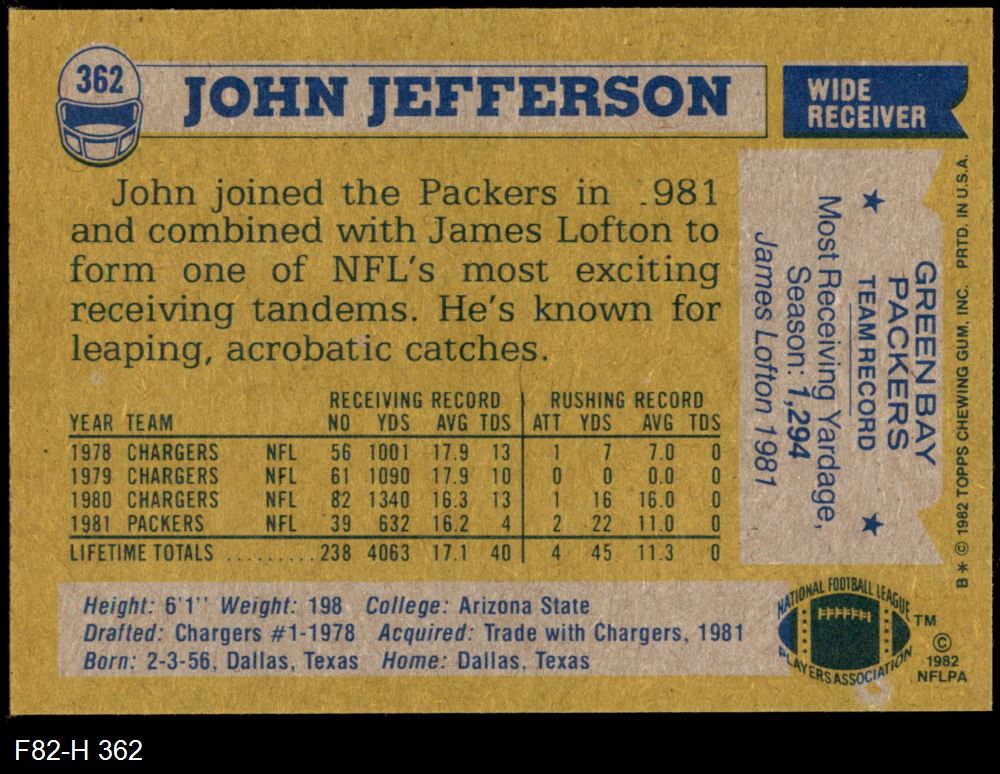 362
JOHN JEFFERSON
WIDE
RECEIVER
John joined the Packers in 1981
and combined with James Lofton to
form one of NFL's most exciting
receiving tandems. He's known for
leaping, acrobatic catches.
RECEIVING RECORD RUSHING RECORD
YEAR TEAM NO YDS AVG TDS ATT YDS AVG TDS
1978 CHARGERS NFL 56 1001 17.9 13 1 7 7.0 0
1979 CHARGERS NFL 61 1090 17.9 10 0 0 0.0 0
1980 CHARGERS NFL 82 1340 16.3 13 1 16 16.0 0
1981 PACKERS NFL 39 632 16.2 4 2 22 11.0 0
LIFETIME TOTALS ......... 238 4063 17.1 40 4 45 11.3 0
Height: 6'1" Weight: 198 College: Arizona State
Drafted: Chargers #1-1978 Acquired: Trade with Chargers, 1981
Born: 2-3-56, Dallas, Texas Home: Dallas, Texas
GREEN BAY
PACKERS
TEAM RECORD
★ Most Receiving Yardage, ★
Season: 1,294
James Lofton 1981
B* © 1982 TOPPS CHEWING GUM, INC. PRTD. IN U.S.A.
NATIONAL FOOTBALL LEAGUE
PLAYERS ASSOCIATION
TM
©
1982
NFLPA
F82-H 362